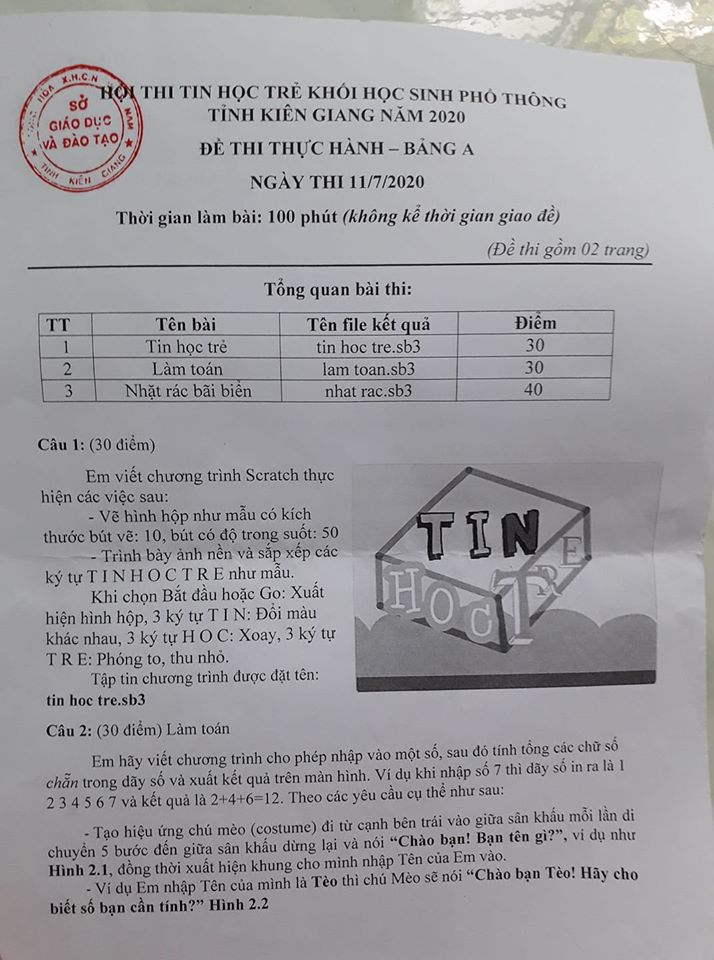 HỘI THI TIN HỌC TRẺ KHỐI HỌC SINH PHỔ THÔNG
TỈNH KIÊN GIANG NĂM 2020
ĐỀ THI THỰC HÀNH – BẢNG A
NGÀY THI 11/7/2020
Thời gian làm bài: 100 phút (không kể thời gian giao đề)
(Đề thi gồm 02 trang)
X.H.C.N
SỞ
GIÁO DỤC
VÀ ĐÀO TẠO
TỈNH KIÊN GIANG
Tổng quan bài thi:
TT Tên bài Tên file kết quả Điểm
1 Tin học trẻ tin hoc tre.sb3 30
2 Làm toán lam toan.sb3 30
3 Nhặt rác bãi biển nhat rac.sb3 40
Câu 1: (30 điểm)
Em viết chương trình Scratch thực
hiện các việc sau:
- Vẽ hình hộp như mẫu có kích
thước bút vẽ: 10, bút có độ trong suốt: 50
- Trình bày ảnh nền và sắp xếp các
ký tự T I N H O C T R E như mẫu.
Khi chọn Bắt đầu hoặc Go: Xuất
hiện hình hộp, 3 ký tự T I N: Đổi màu
khác nhau, 3 ký tự H O C: Xoay, 3 ký tự
T R E: Phóng to, thu nhỏ.
Tập tin chương trình được đặt tên:
tin hoc tre.sb3
TIN
HOC TRE
Câu 2: (30 điểm) Làm toán
Em hãy viết chương trình cho phép nhập vào một số, sau đó tính tổng các chữ số
chẵn trong dãy số và xuất kết quả trên màn hình. Ví dụ khi nhập số 7 thì dãy số in ra là 1
2 3 4 5 6 7 và kết quả là 2+4+6=12. Theo các yêu cầu cụ thể như sau:
- Tạo hiệu ứng chú mèo (costume) đi từ cạnh bên trái vào giữa sân khấu mỗi lần di
chuyển 5 bước đến giữa sân khấu dừng lại và nói “Chào bạn! Bạn tên gì?”, ví dụ như
Hình 2.1, đồng thời xuất hiện khung cho mình nhập Tên của Em vào.
- Ví dụ Em nhập Tên của mình là Tèo thì chú Mèo sẽ nói “Chào bạn Tèo! Hãy cho
biết số bạn cần tính?” Hình 2.2